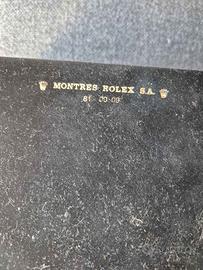 MONTRES ROLEX S.A.
81 00·09